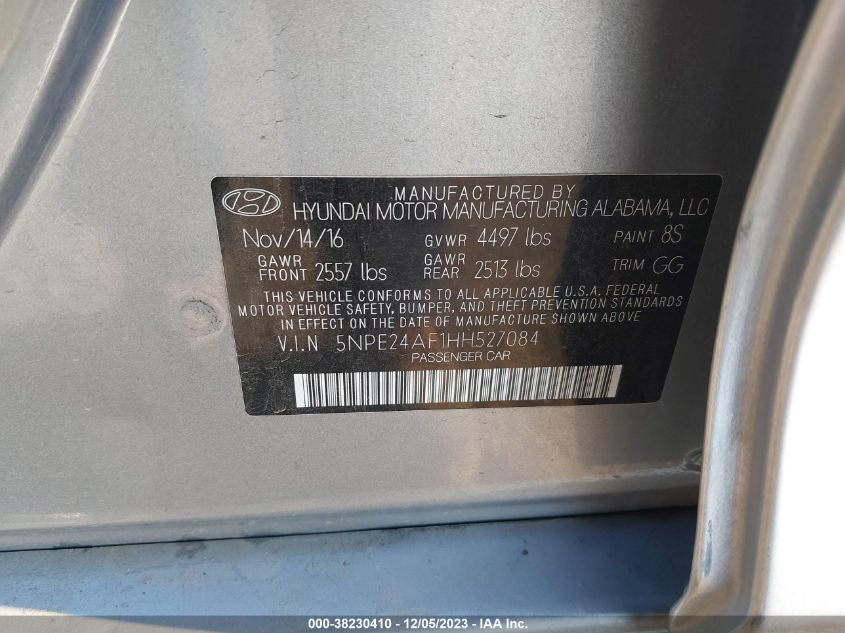 MANUFACTURED BY
HYUNDAI MOTOR MANUFACTURING ALABAMA, LLC
Nov/14/16 GVWR 4497 lbs PAINT 8S
GAWR FRONT 2557 lbs GAWR REAR 2513 lbs TRIM GG
THIS VEHICLE CONFORMS TO ALL APPLICABLE U.S.A. FEDERAL
MOTOR VEHICLE SAFETY, BUMPER, AND THEFT PREVENTION STANDARDS
IN EFFECT ON THE DATE OF MANUFACTURE SHOWN ABOVE
V.I.N 5NPE24AF1HH527084
PASSENGER CAR
000-38230410 - 12/05/2023 - IAA Inc.